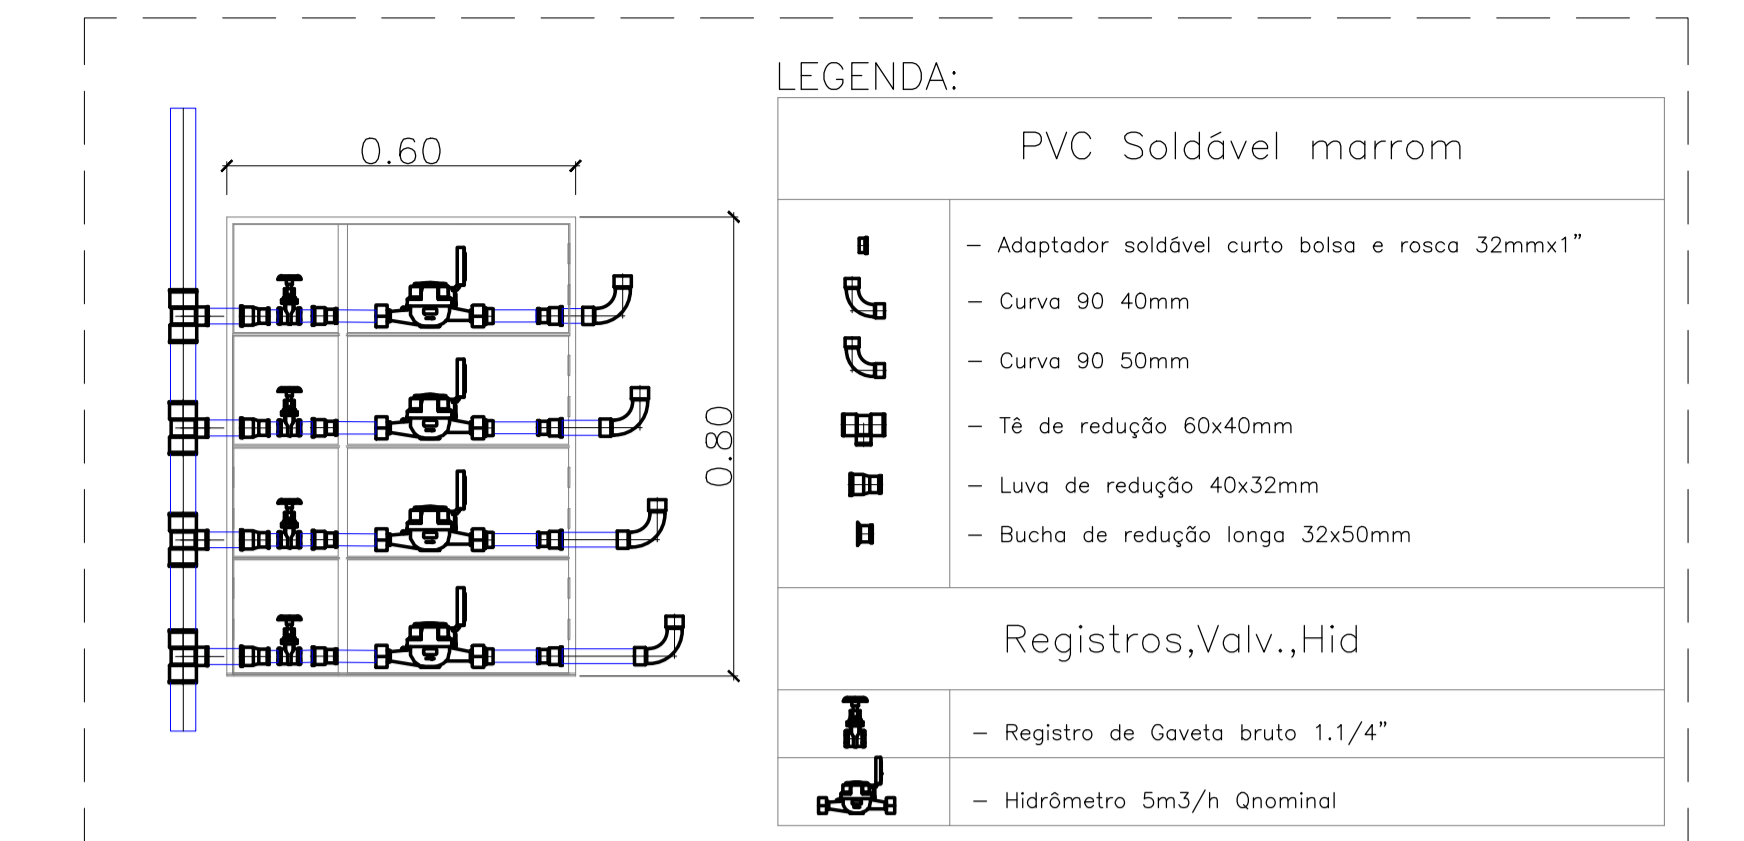 LEGENDA:
0.60
0.80
PVC Soldável marrom
- Adaptador soldável curto bolsa e rosca 32mmx1”
- Curva 90 40mm
- Curva 90 50mm
- Tê de redução 60x40mm
- Luva de redução 40x32mm
- Bucha de redução longa 32x50mm
Registros,Valv.,Hid
- Registro de Gaveta bruto 1.1/4”
- Hidrômetro 5m3/h Qnominal